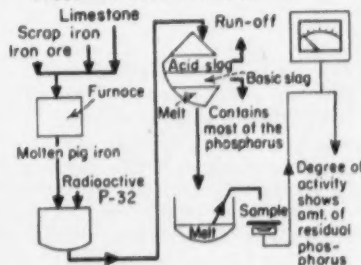 Limestone
Scrap iron
Iron ore
Furnace
Molten pig iron
Radioactive
P-32
Run-off
Acid slag
Basic slag
Melt
Contains
most of the
phosphorus
Melt
Sample
Degree of
activity
shows
amt. of
residual
phos-
phorus